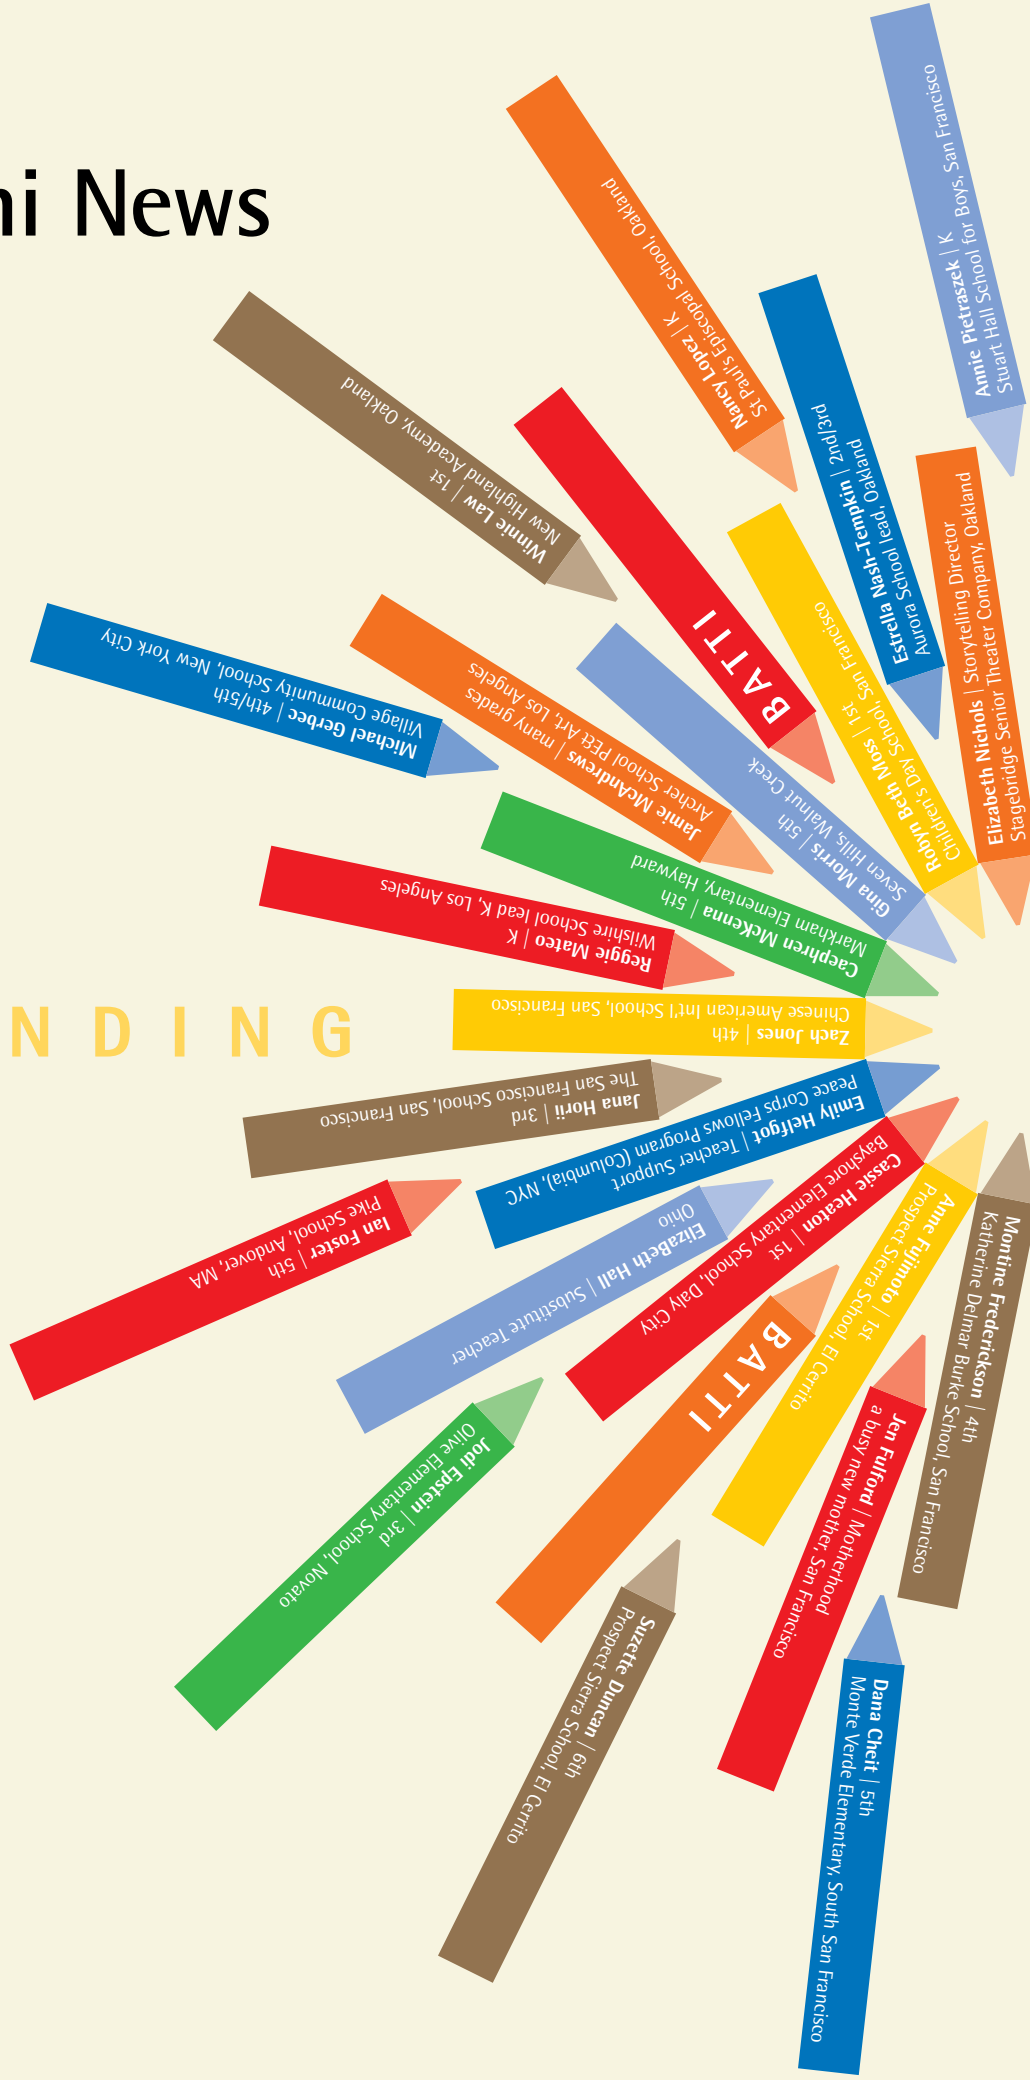 ni News
Annie Pietraszek | K
Stuart Hall School for Boys, San Francisco
Nancy Lopez | K
St Paul's Episcopal School, Oakland
Estrella Nash-Tempkin | 2nd/3rd
Aurora School lead, Oakland
Elizabeth Nichols | Storytelling Director
Stagebridge Senior Theater Company, Oakland
Winnie Law | 1st
New Highland Academy, Oakland
BATTI
Robyn Beth Moss | 1st
Children's Day School, San Francisco
Gina Morris | 5th
Seven Hills, Walnut Creek
Jamie McAndrews | many grades
Archer School PE&t Art, Los Angeles
Michael Gerbec | 4th/5th
Village Community School, New York City
Caephren McKenna | 5th
Markham Elementary, Hayward
Reggie Mateo | K
Wilshire School lead K, Los Angeles
NDING
Zach Jones | 4th
Chinese American Int'l School, San Francisco
Jana Horii | 3rd
The San Francisco School, San Francisco
Emily Helfgot | Teacher Support
Peace Corps Fellows Program (Columbia), NYC
Cassie Heaton | 1st
Bayshore Elementary School, Daly City
Ian Foster | 5th
Pike School, Andover, MA
ElizaBeth Hall | Substitute Teacher
Ohio
Anne Fujimoto | 1st
Prospect Sierra School, El Cerrito
Montine Frederickson | 4th
Katherine Delmar Burke School, San Francisco
BATTI
Jen Fulford | Motherhood
a busy new mother, San Francisco
Jodi Epstein | 3rd
Olive Elementary School, Novato
Suzette Duncan | 6th
Prospect Sierra School, El Cerrito
Dana Cheit | 5th
Monte Verde Elementary, South San Francisco